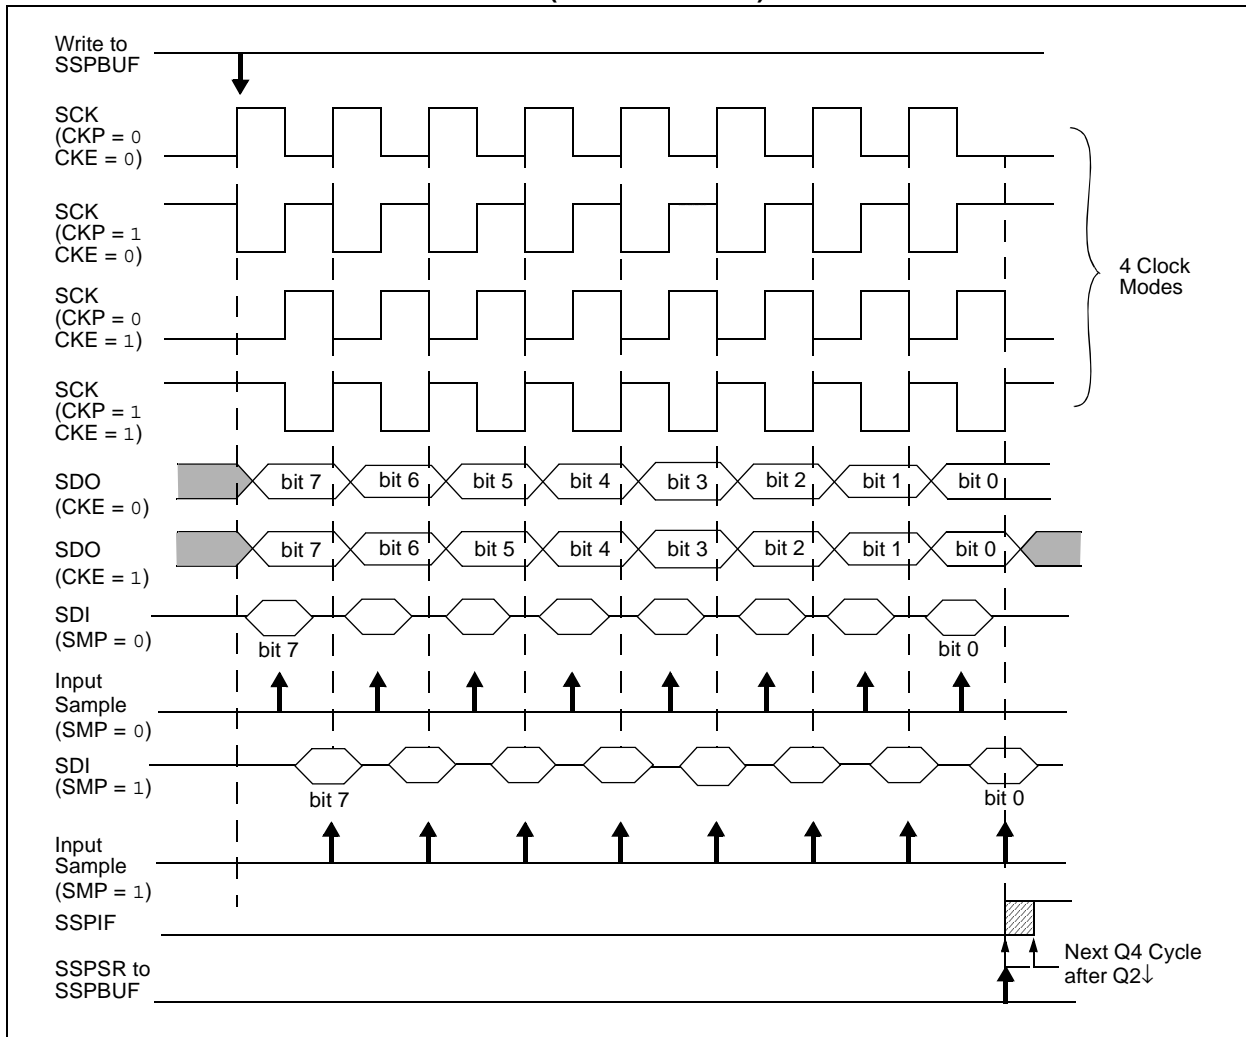 Write to
SSPBUF
SCK
(CKP = 0
CKE = 0)
SCK
(CKP = 1
CKE = 0)
SCK
(CKP = 0
CKE = 1)
SCK
(CKP = 1
CKE = 1)
4 Clock
Modes
SDO
(CKE = 0)
bit 7 bit 6 bit 5 bit 4 bit 3 bit 2 bit 1 bit 0
SDO
(CKE = 1)
bit 7 bit 6 bit 5 bit 4 bit 3 bit 2 bit 1 bit 0
SDI
(SMP = 0)
bit 7 bit 0
Input
Sample
(SMP = 0)
SDI
(SMP = 1)
bit 7 bit 0
Input
Sample
(SMP = 1)
SSPIF
Next Q4 Cycle
after Q2↓
SSPSR to
SSPBUF